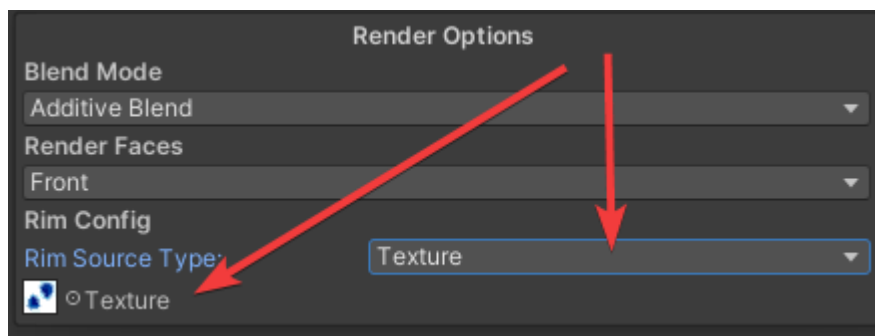 Render Options
Blend Mode
Additive Blend
Render Faces
Front
Rim Config
Rim Source Type: Texture
Texture